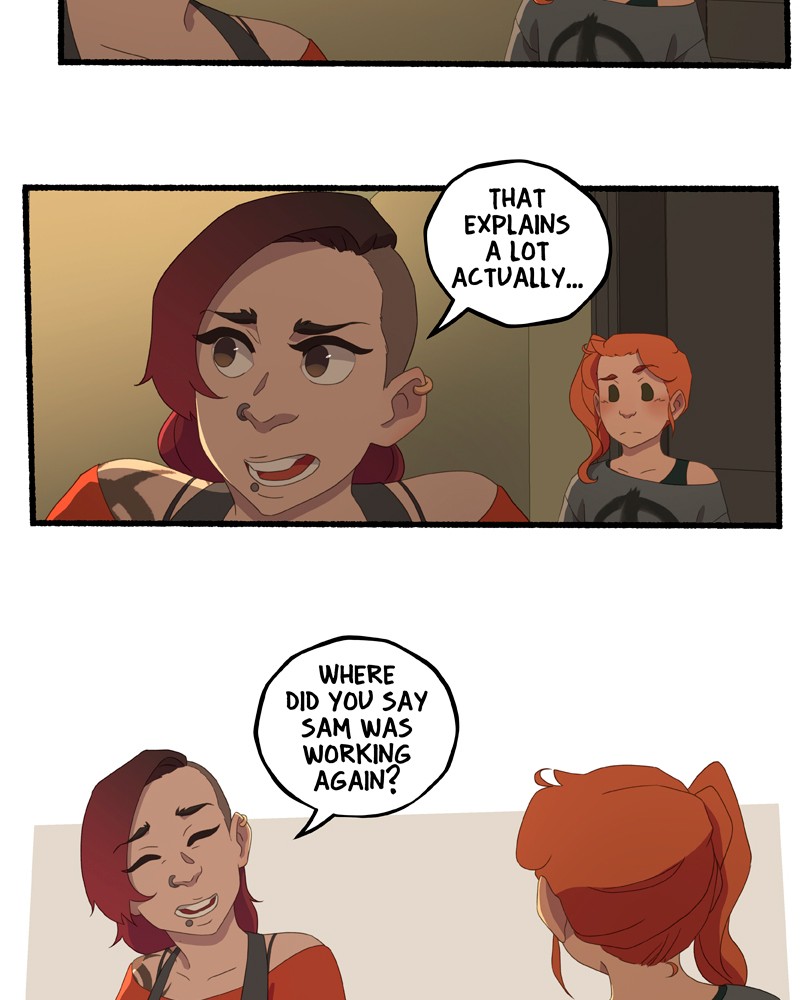 THAT
EXPLAINS
A LOT
ACTUALLY...
WHERE
DID YOU SAY
SAM WAS
WORKING
AGAIN?